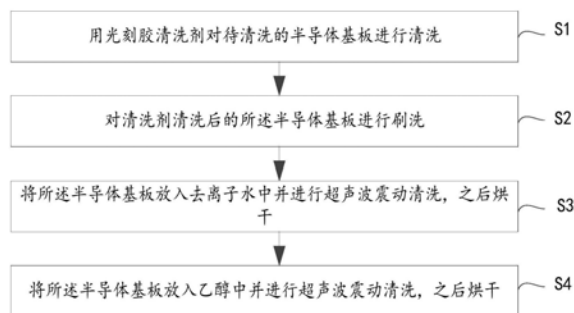 用光刻胶清洗剂对待清洗的半导体基板进行清洗
S1
对清洗剂清洗后的所述半导体基板进行刷洗
S2
将所述半导体基板放入去离子水中并进行超声波震动清洗，之后烘
干
S3
将所述半导体基板放入乙醇中并进行超声波震动清洗，之后烘干
S4